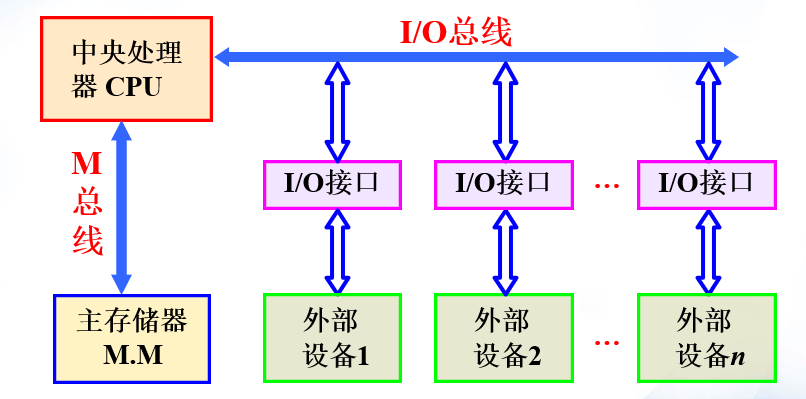 中央处理
器 CPU
I/O总线
M
总
线
I/O接口
I/O接口
...
I/O接口
主存储器
M.M
外部
设备1
外部
设备2
...
外部
设备n